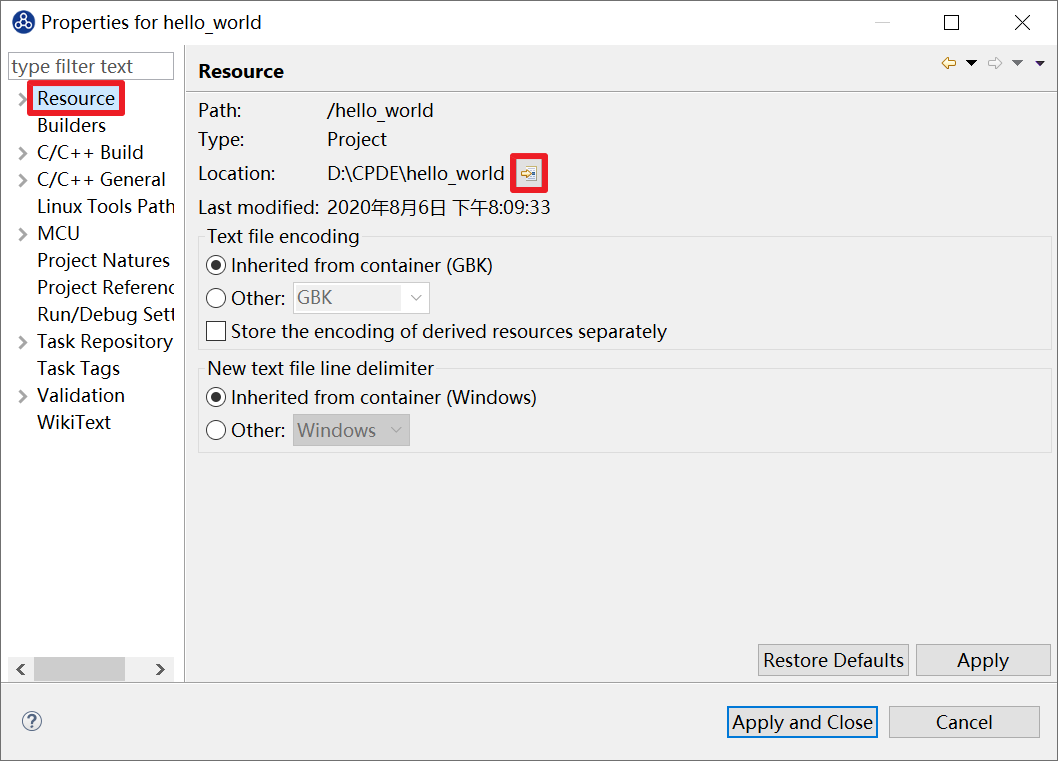 Properties for hello_world
type filter text
Resource
Builders
C/C++ Build
C/C++ General
Linux Tools Path
MCU
Project Natures
Project Referenc
Run/Debug Sett
Task Repository
Task Tags
Validation
WikiText
Resource
Path: /hello_world
Type: Project
Location: D:\CPDE\hello_world
Last modified: 2020年8月6日 下午8:09:33
Text file encoding
Inherited from container (GBK)
Other: GBK
Store the encoding of derived resources separately
New text file line delimiter
Inherited from container (Windows)
Other: Windows
Restore Defaults Apply
? Apply and Close Cancel